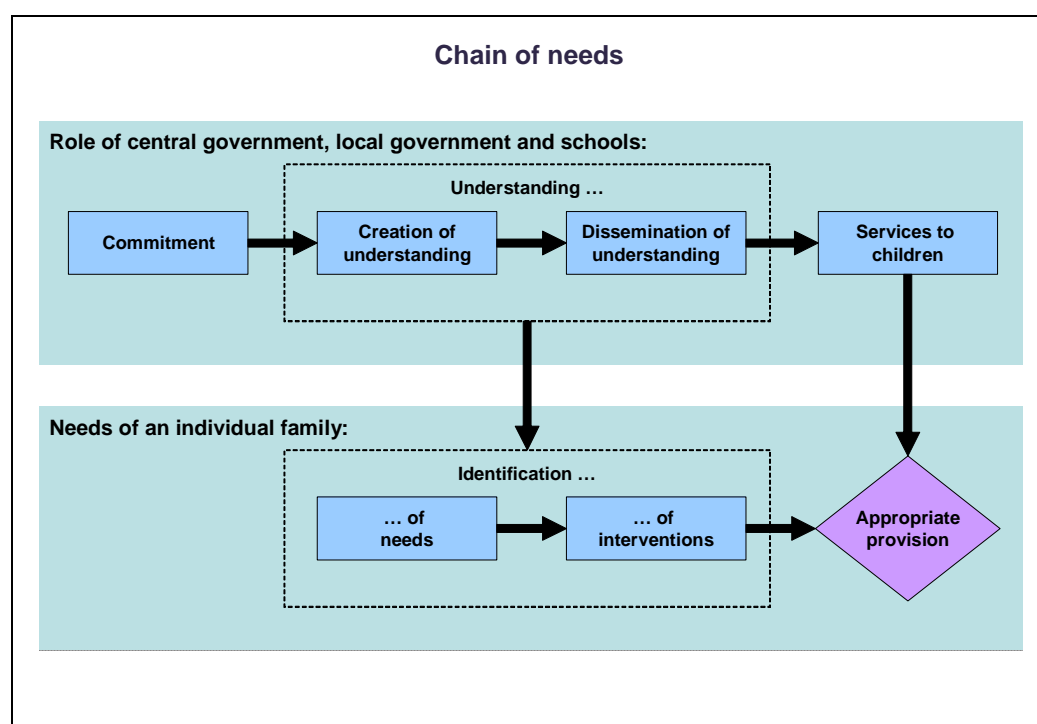 Chain of needs
Role of central government, local government and schools:
Understanding …
Commitment
Creation of
understanding
Dissemination of
understanding
Services to
children
Needs of an individual family:
Identification …
… of
needs
… of
interventions
Appropriate
provision